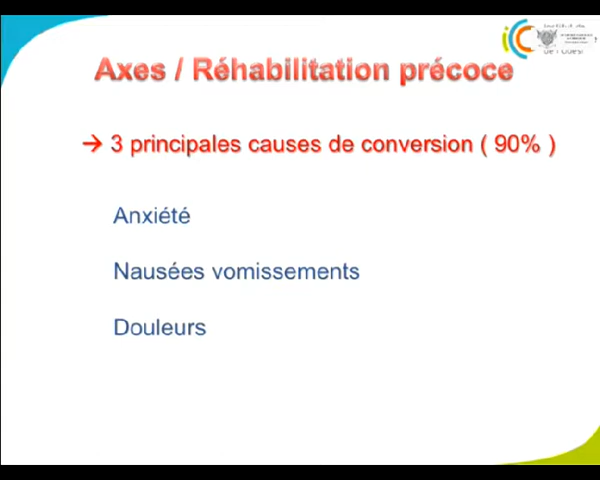 Axes / Réhabilitation précoce
→ 3 principales causes de conversion ( 90% )
Anxiété
Nausées vomissements
Douleurs